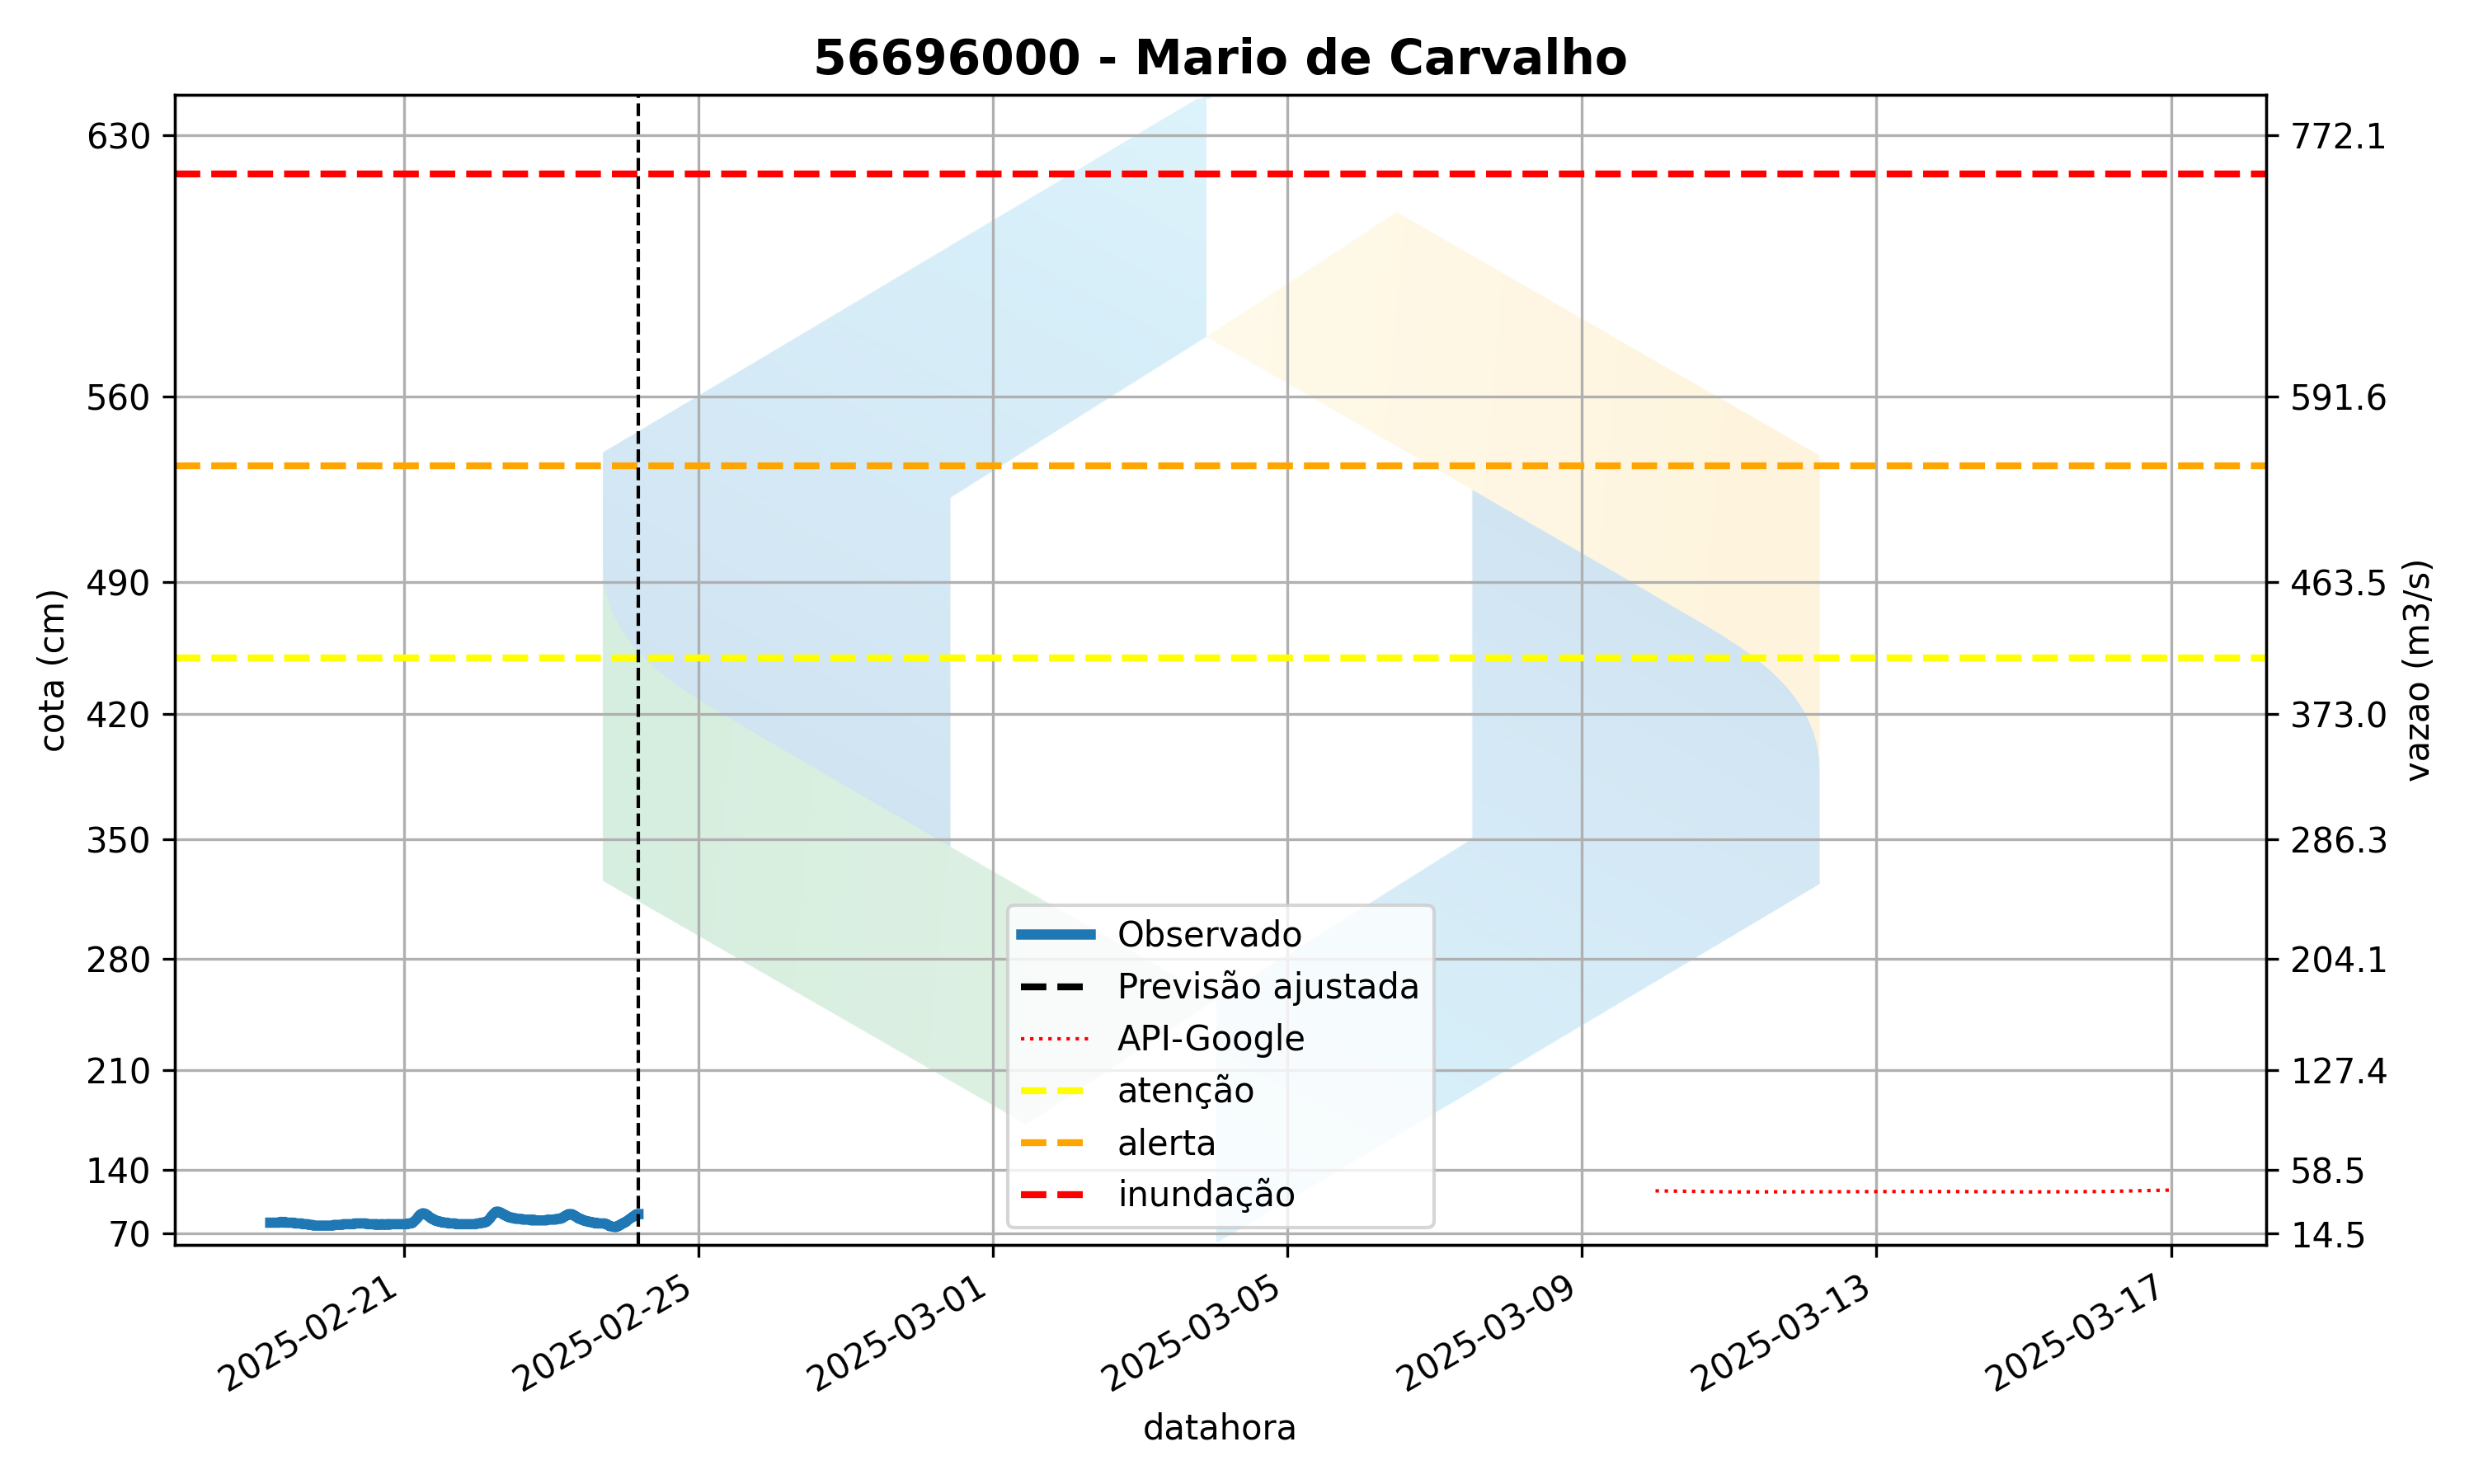 56696000 - Mario de Carvalho
630
560
490
420
350
280
210
140
70
cota (cm)
772.1
591.6
463.5
373.0
286.3
204.1
127.4
58.5
14.5
vazao (m3/s)
Observado
Previsão ajustada
API-Google
atenção
alerta
inundação
2025-02-21
2025-02-25
2025-03-01
2025-03-05
2025-03-09
2025-03-13
2025-03-17
datahora